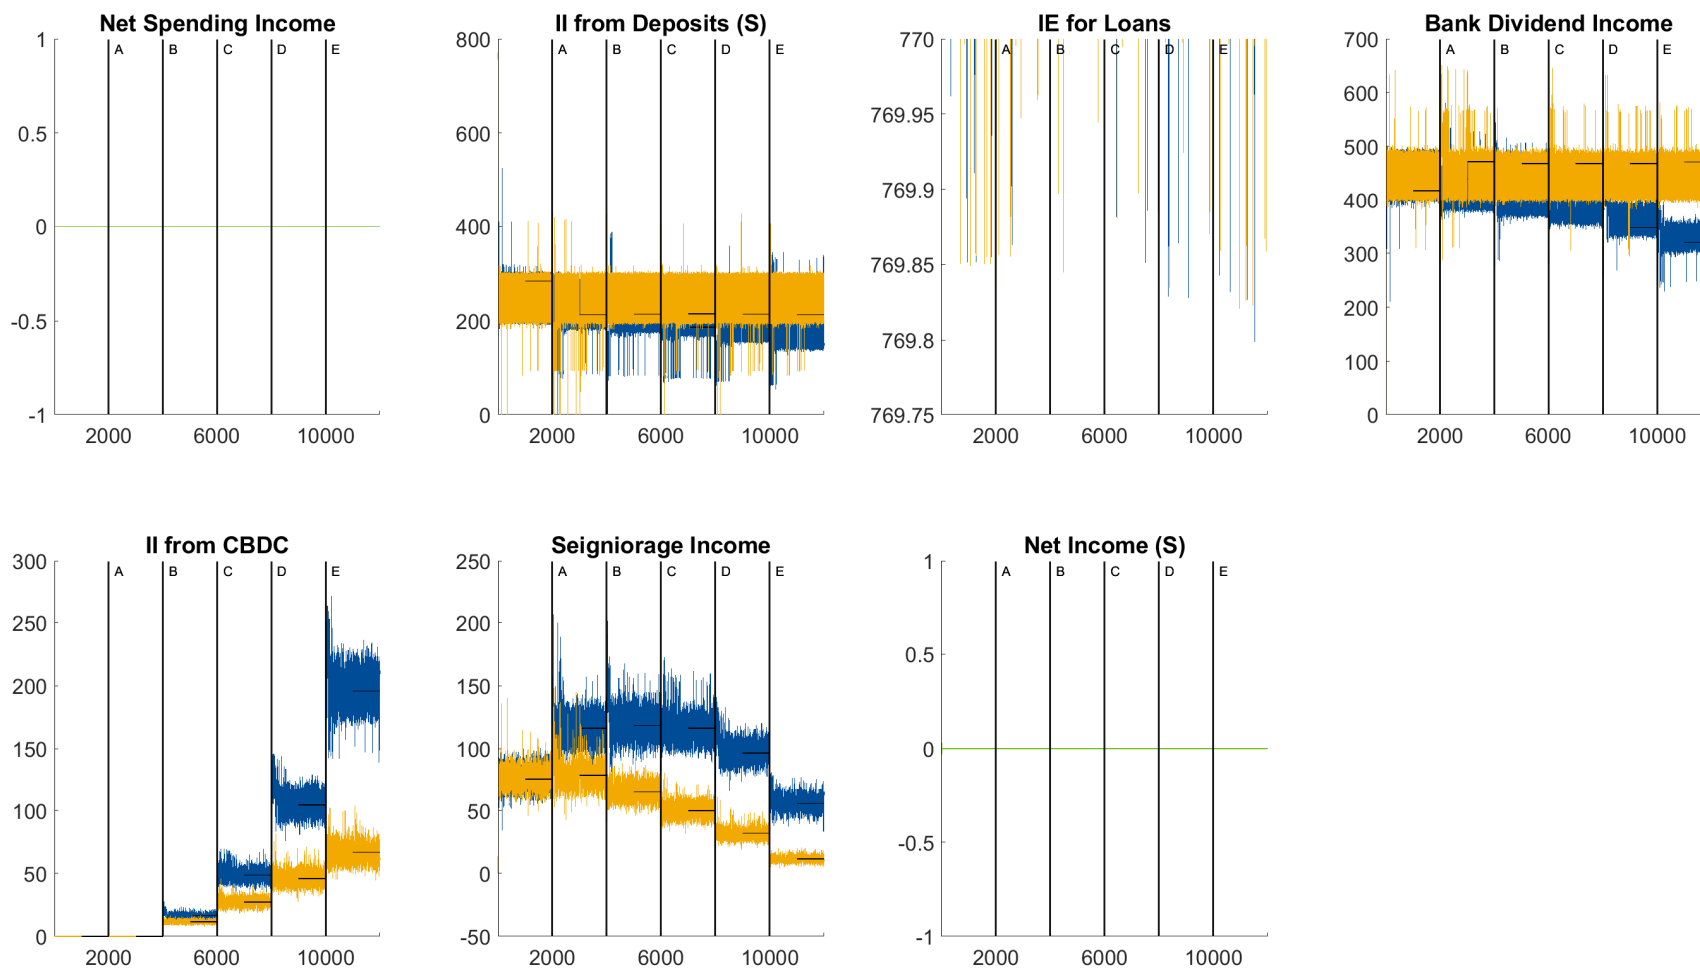 Net Spending Income
1
0.5
0
-0.5
-1
A
B
C
D
E
2000
6000
10000
II from Deposits (S)
800
600
400
200
0
A
B
C
D
E
2000
6000
10000
IE for Loans
770
769.95
769.9
769.85
769.8
769.75
A
B
C
D
E
2000
6000
10000
Bank Dividend Income
700
600
500
400
300
200
100
0
A
B
C
D
E
2000
6000
10000
II from CBDC
300
250
200
150
100
50
0
A
B
C
D
E
2000
6000
10000
Seigniorage Income
250
200
150
100
50
0
-50
A
B
C
D
E
2000
6000
10000
Net Income (S)
1
0.5
0
-0.5
-1
A
B
C
D
E
2000
6000
10000